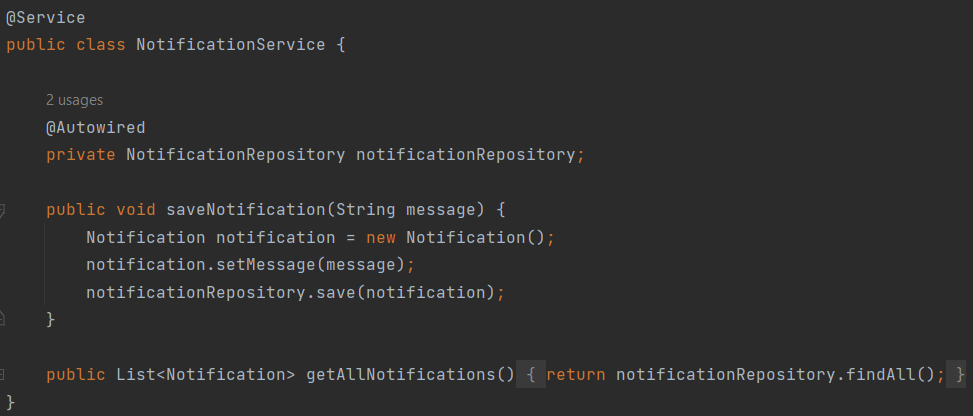 @Service
public class NotificationService {
2 usages
@Autowired
private NotificationRepository notificationRepository;
public void saveNotification(String message) {
Notification notification = new Notification();
notification.setMessage(message);
notificationRepository.save(notification);
}
public List<Notification> getAllNotifications() { return notificationRepository.findAll(); }
}